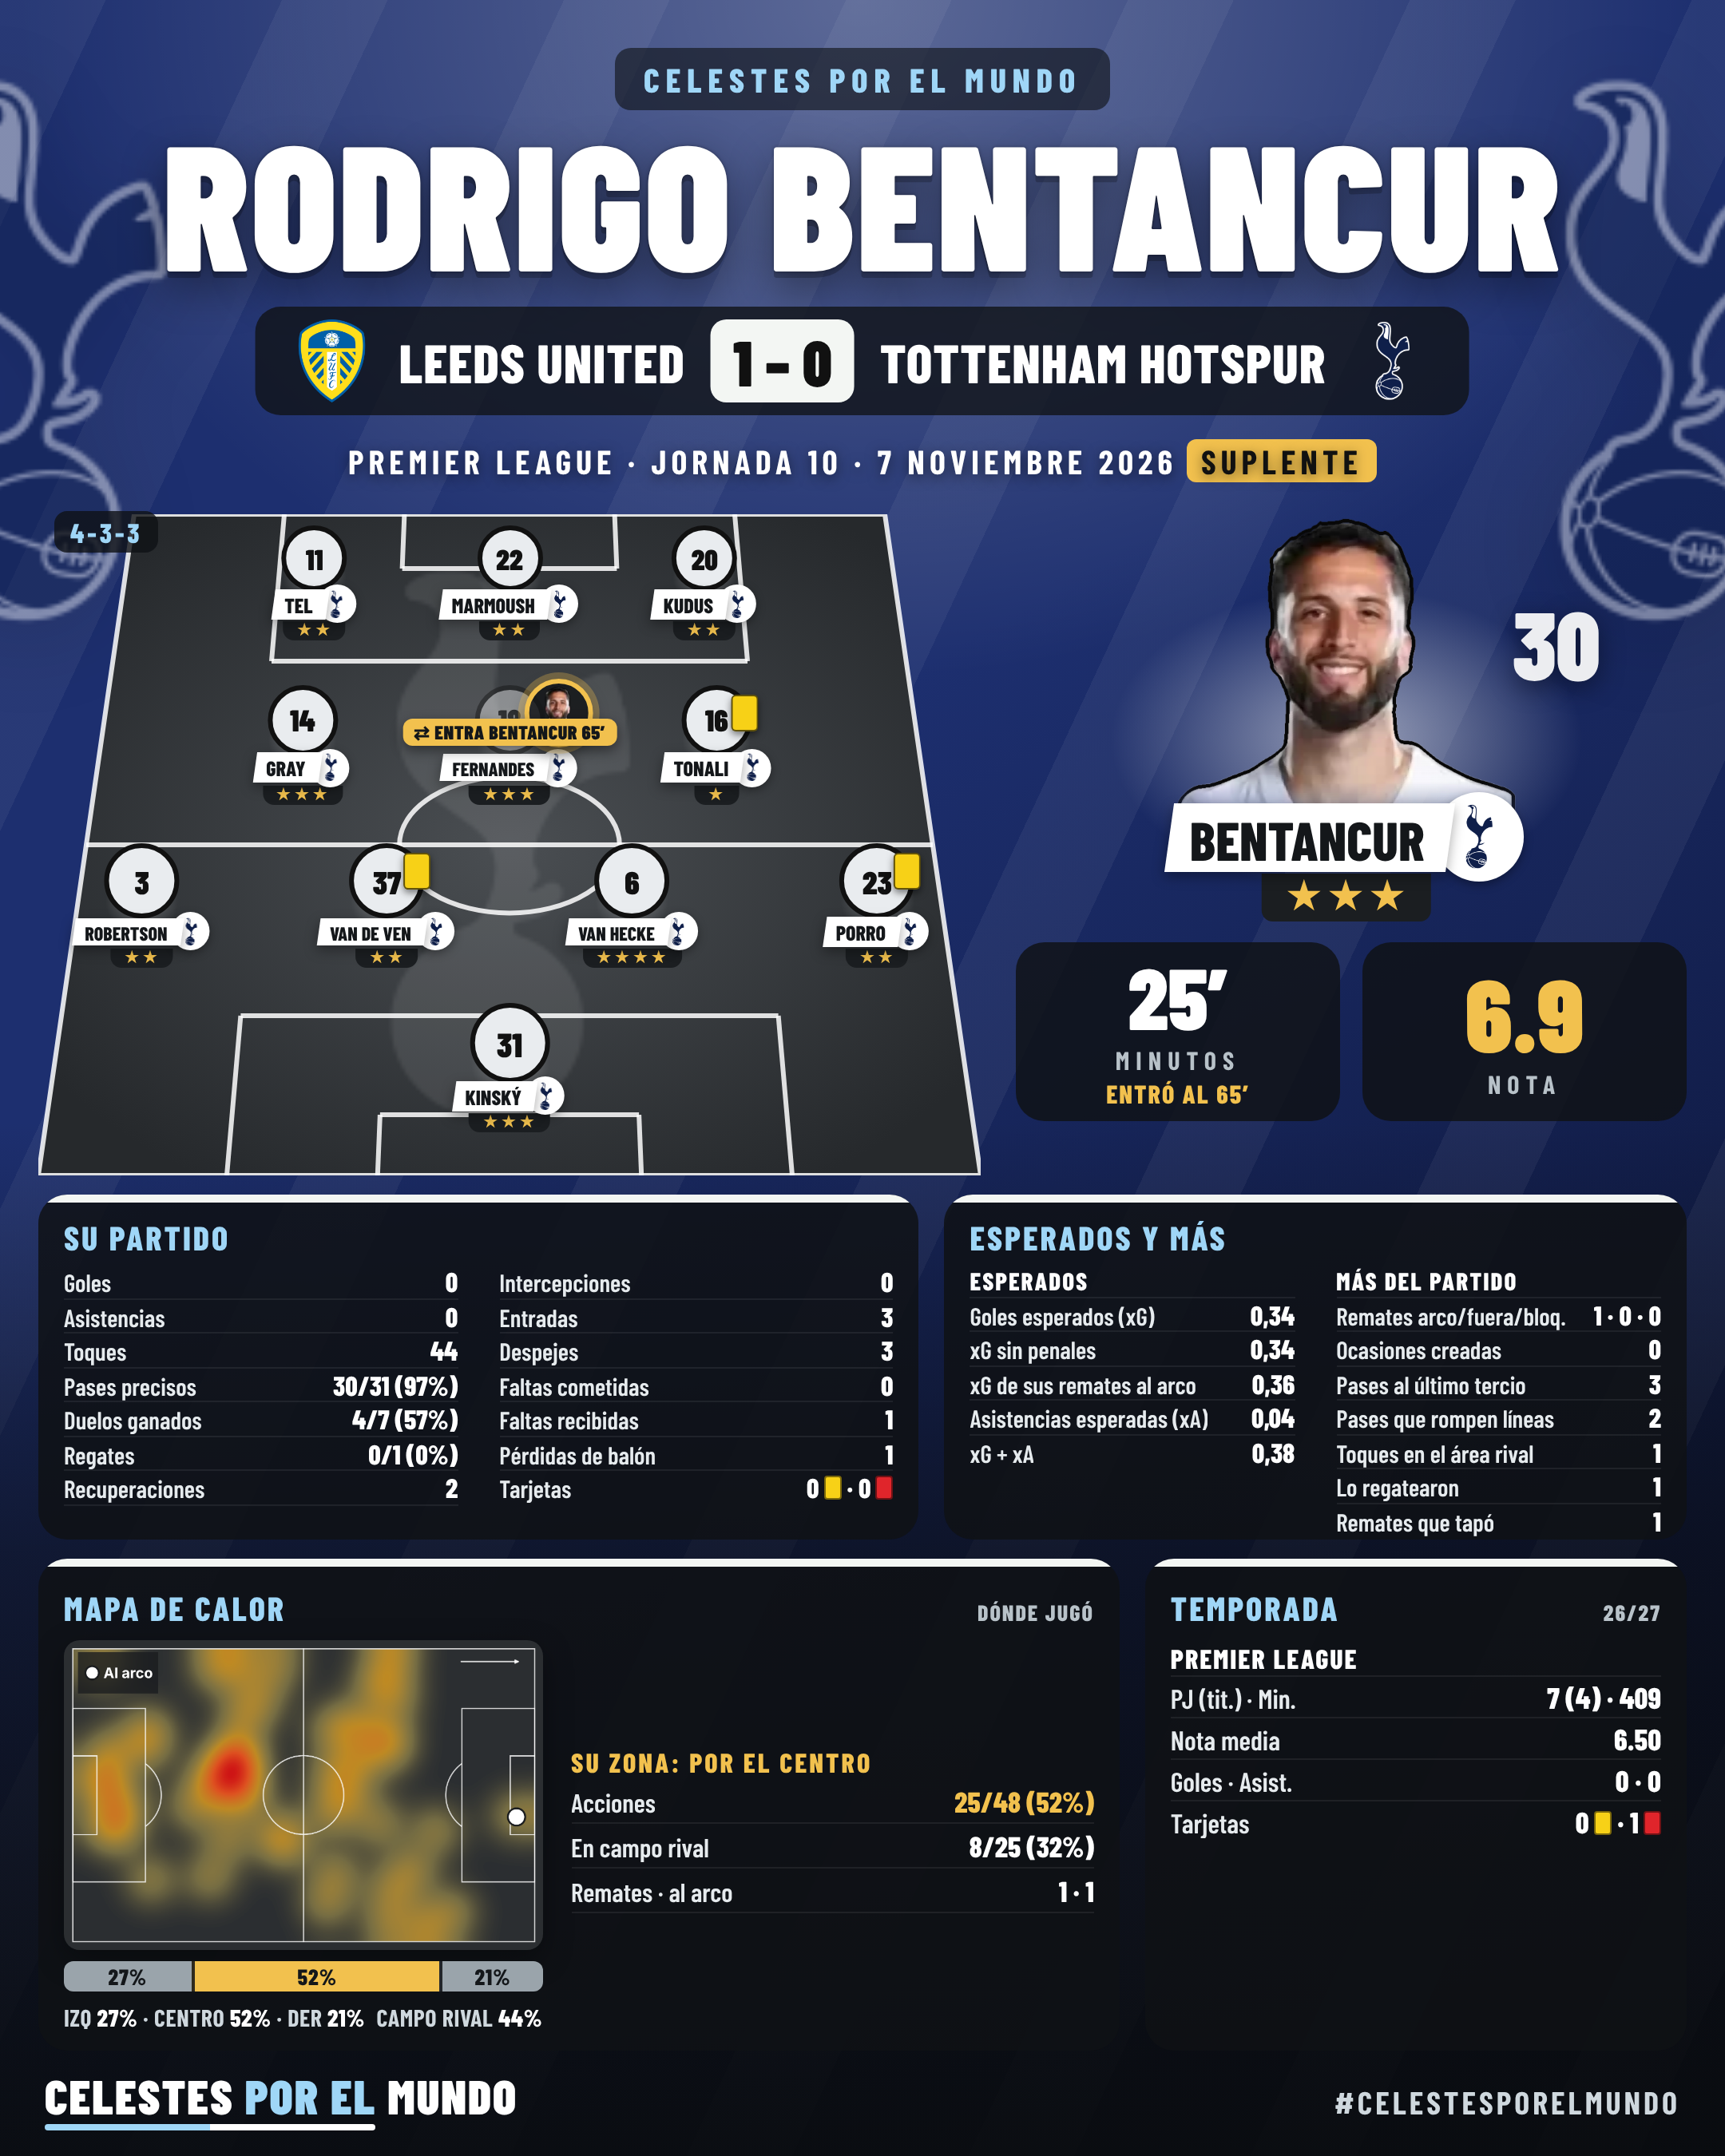 CELESTES POR EL MUNDO
RODRIGO BENTANCUR
LEEDS UNITED 1 - 0 TOTTENHAM HOTSPUR
PREMIER LEAGUE · JORNADA 10 · 7 NOVIEMBRE 2026 SUPLENTE
4-3-3
11 22 20
TEL MARMOUSH KUDUS
★★ ★★ ★★
30
14 16
⇄ ENTRA BENTANCUR 65’
GRAY FERNANDES TONALI
★★★ ★★★ ★
3 37 6 23
ROBERTSON VAN DE VEN VAN HECKE PORRO
★★ ★★ ★★★★ ★★
31
KINSKÝ
★★★
BENTANCUR
★★★
25’
MINUTOS
ENTRÓ AL 65’
6.9
NOTA
SU PARTIDO
Goles 0
Asistencias 0
Toques 44
Pases precisos 30/31 (97%)
Duelos ganados 4/7 (57%)
Regates 0/1 (0%)
Recuperaciones 2
Intercepciones 0
Entradas 3
Despejes 3
Faltas cometidas 0
Faltas recibidas 1
Pérdidas de balón 1
Tarjetas 0 · 0
ESPERADOS Y MÁS
ESPERADOS
Goles esperados (xG) 0,34
xG sin penales 0,34
xG de sus remates al arco 0,36
Asistencias esperadas (xA) 0,04
xG + xA 0,38
MÁS DEL PARTIDO
Remates arco/fuera/bloq. 1 · 0 · 0
Ocasiones creadas 0
Pases al último tercio 3
Pases que rompen líneas 2
Toques en el área rival 1
Lo regatearon 1
Remates que tapó 1
MAPA DE CALOR DÓNDE JUGÓ
Al arco
27% 52% 21%
IZQ 27% · CENTRO 52% · DER 21% CAMPO RIVAL 44%
SU ZONA: POR EL CENTRO
Acciones 25/48 (52%)
En campo rival 8/25 (32%)
Remates · al arco 1 · 1
TEMPORADA 26/27
PREMIER LEAGUE
PJ (tit.) · Min. 7 (4) · 409
Nota media 6.50
Goles · Asist. 0 · 0
Tarjetas 0 · 1
CELESTES POR EL MUNDO
#CELESTESPORELMUNDO